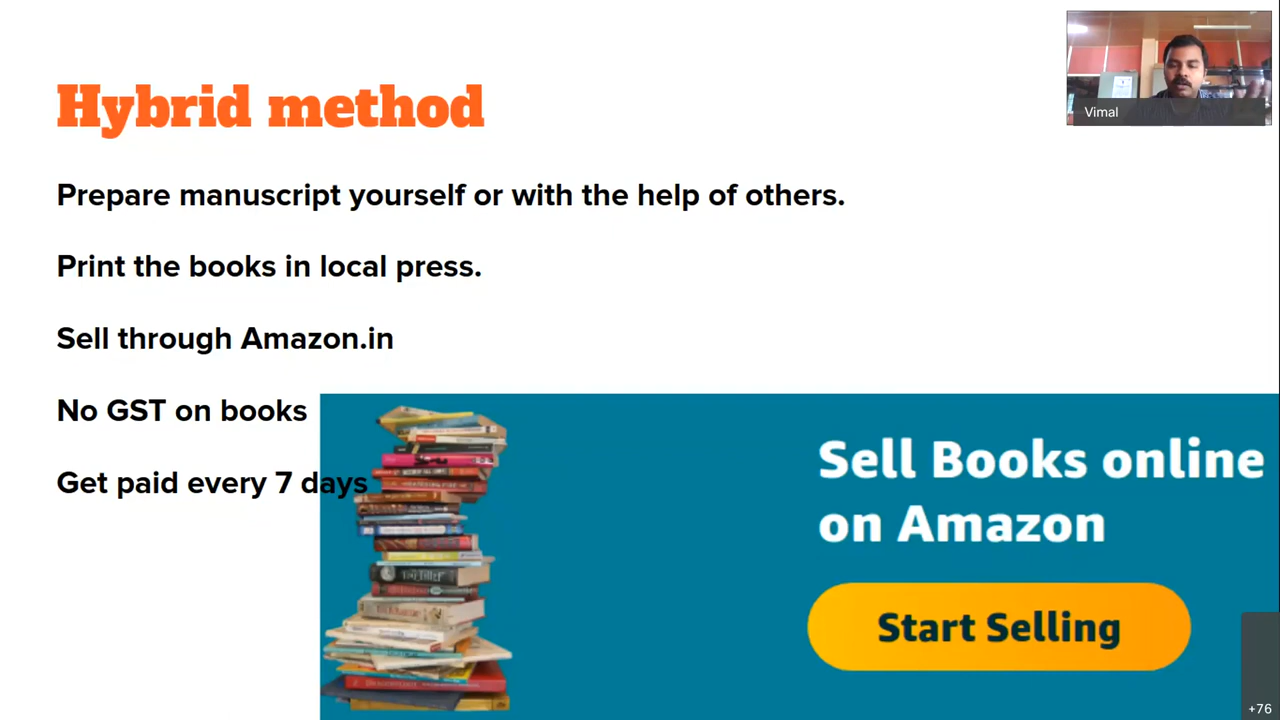 Hybrid method
Vimal
Prepare manuscript yourself or with the help of others.
Print the books in local press.
Sell through Amazon.in
No GST on books
Get paid every 7 days
Sell Books online
on Amazon
Start Selling
+76